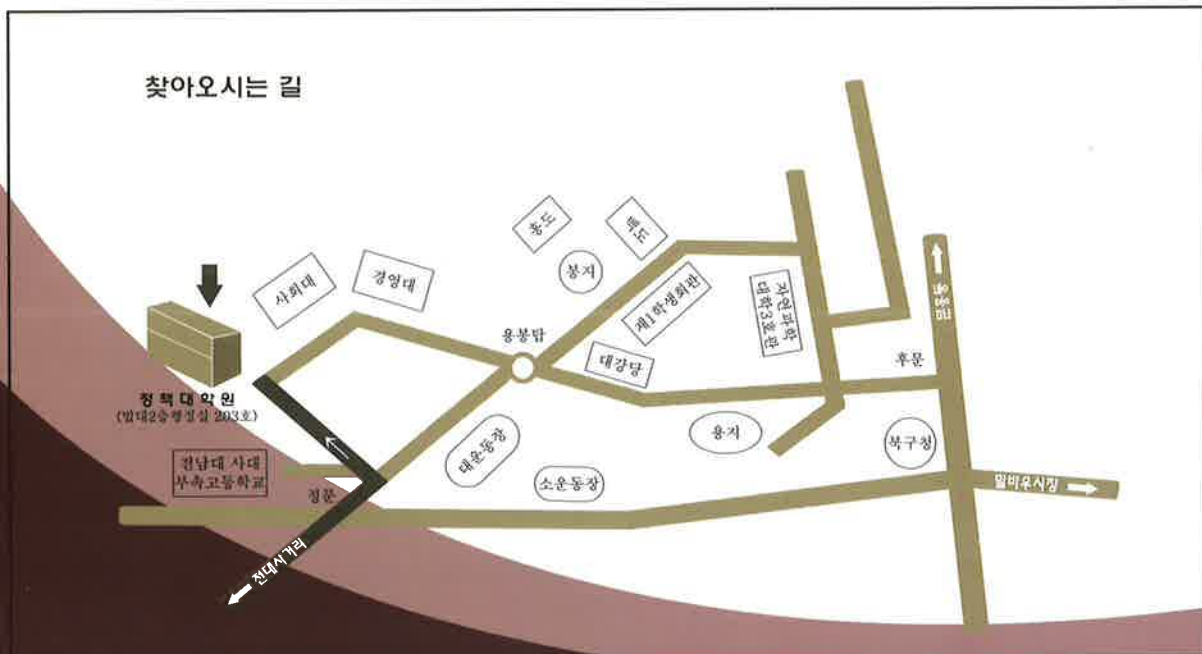 찾아오시는 길
홍도
백도
봉지
사회대
경영대
제1학생회관
자연과학
대학3호관
용봉탑
대강당
후문
정책대학원
(법대2층행정실 203호)
대운동장
용지
북구청
전남대 사대
부속고등학교
정문
소운동장
말바우시장
전대사거리